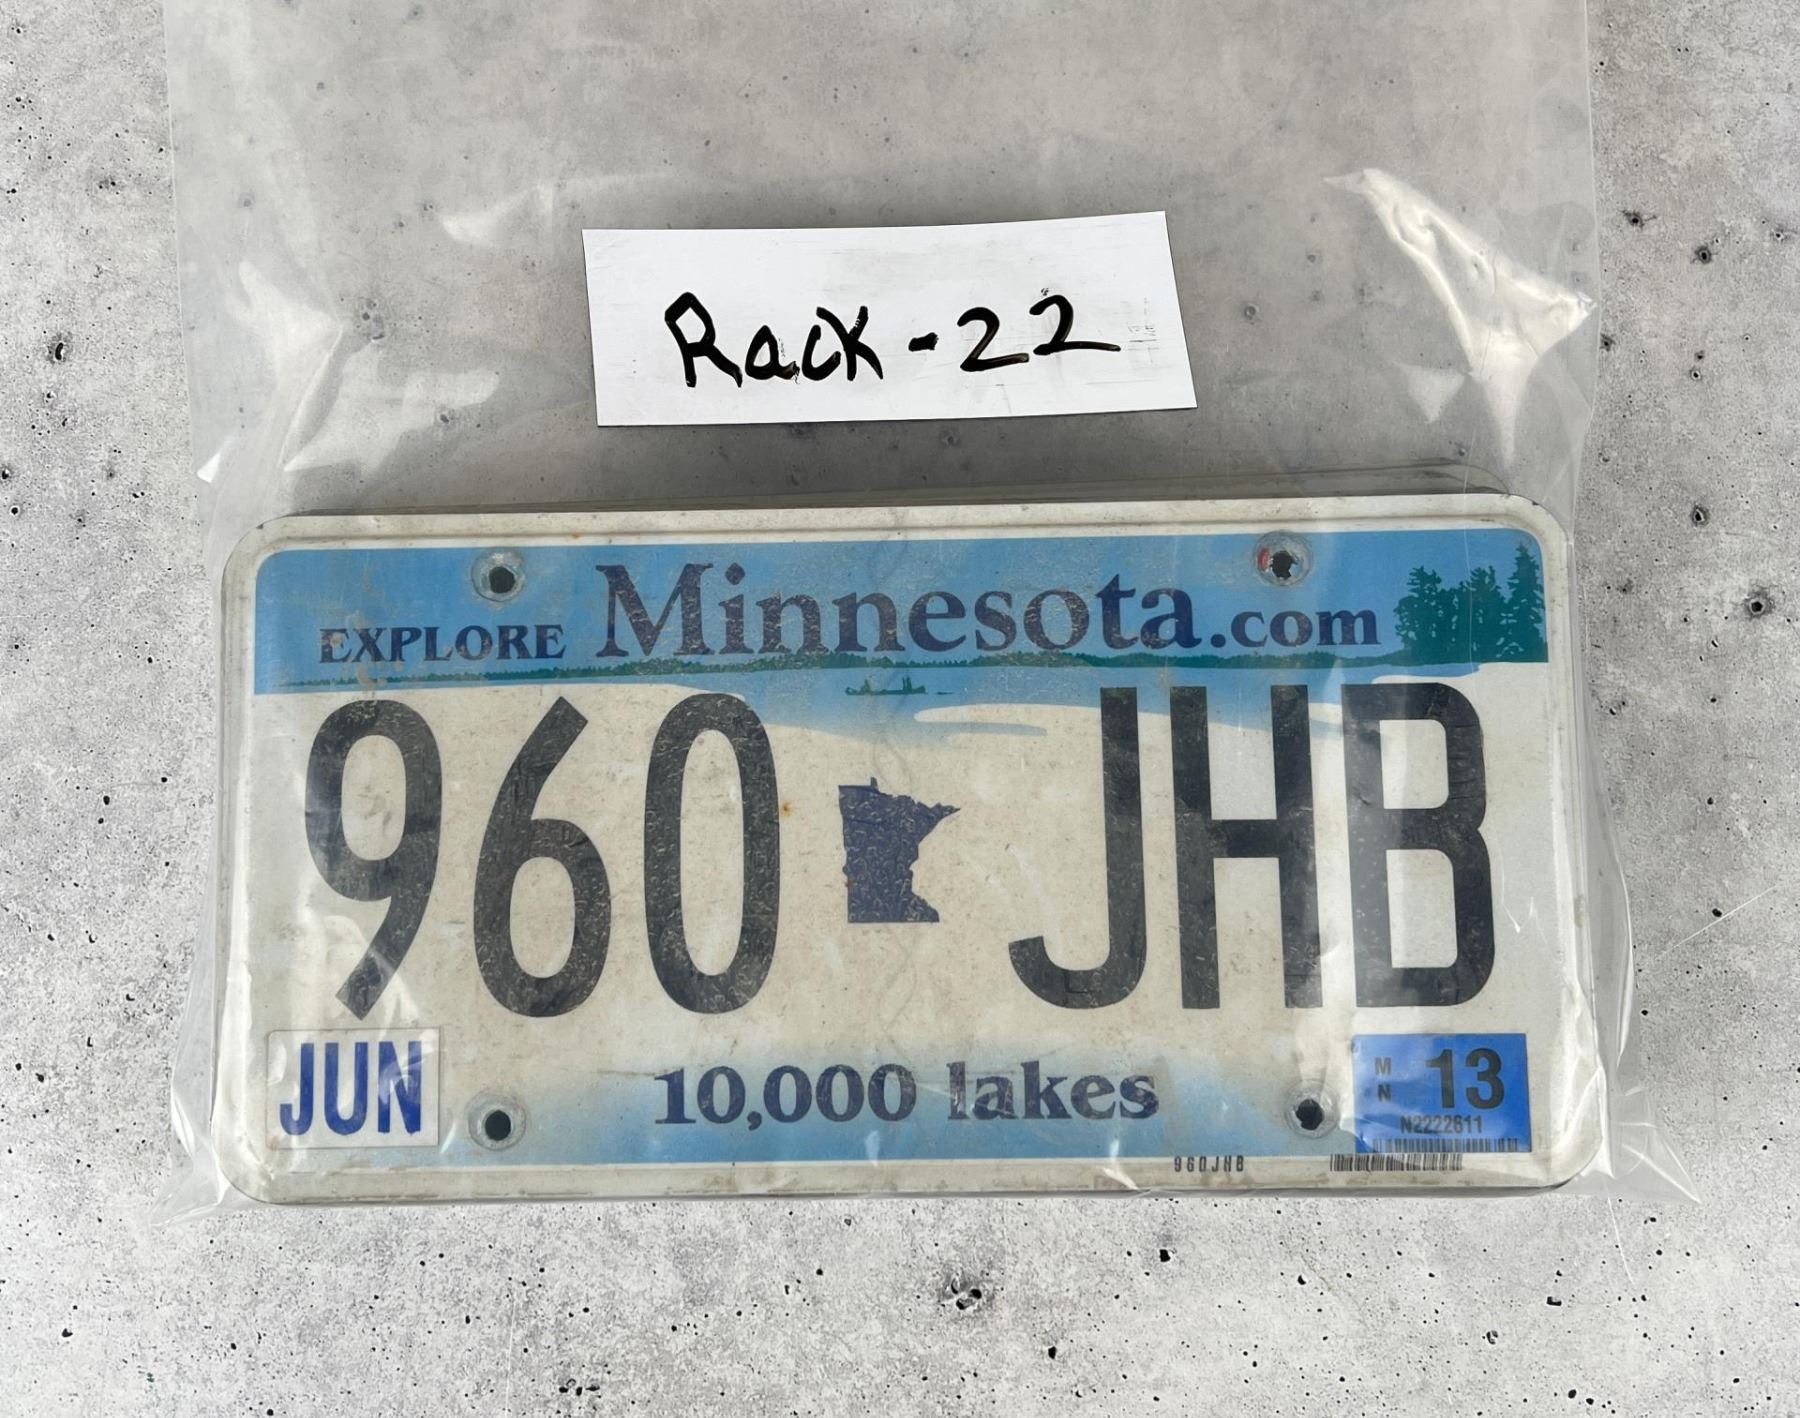 Rack-22
EXPLORE Minnesota.com
960 JHB
JUN
10,000 lakes
MN 13
N2222611
960JHB